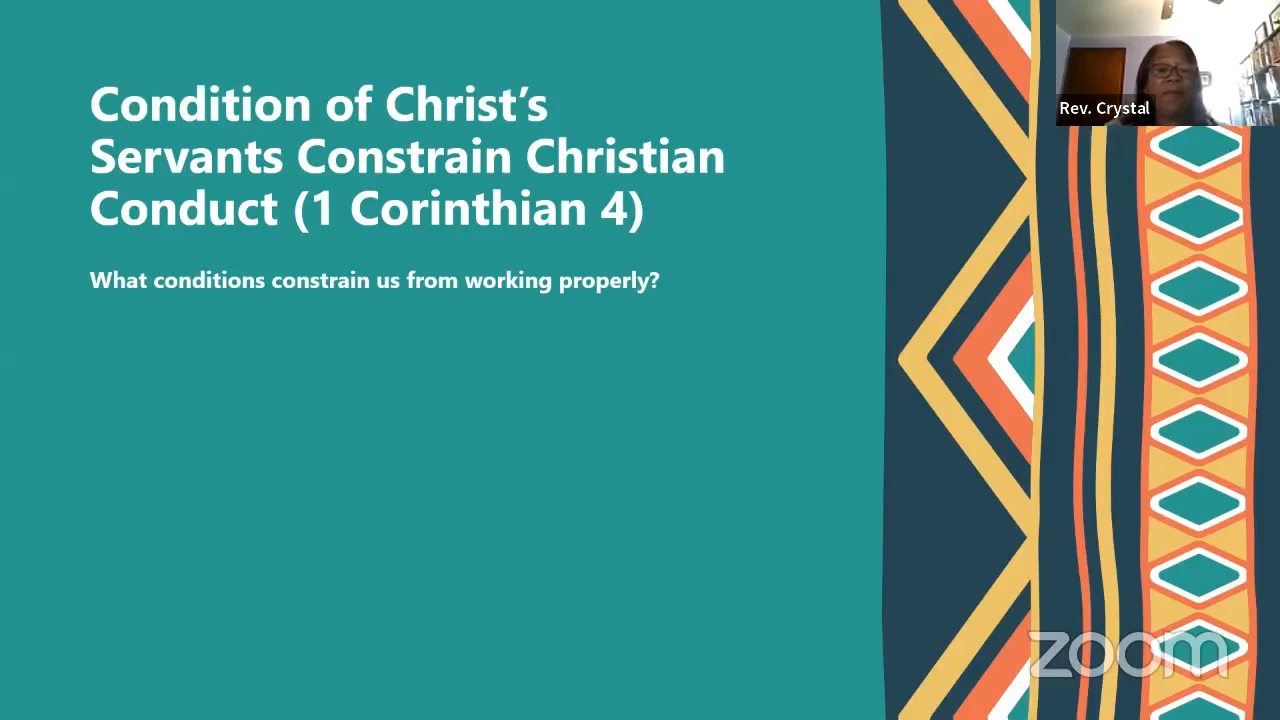 Condition of Christ’s
Servants Constrain Christian
Conduct (1 Corinthian 4)
What conditions constrain us from working properly?
Rev. Crystal
zoom